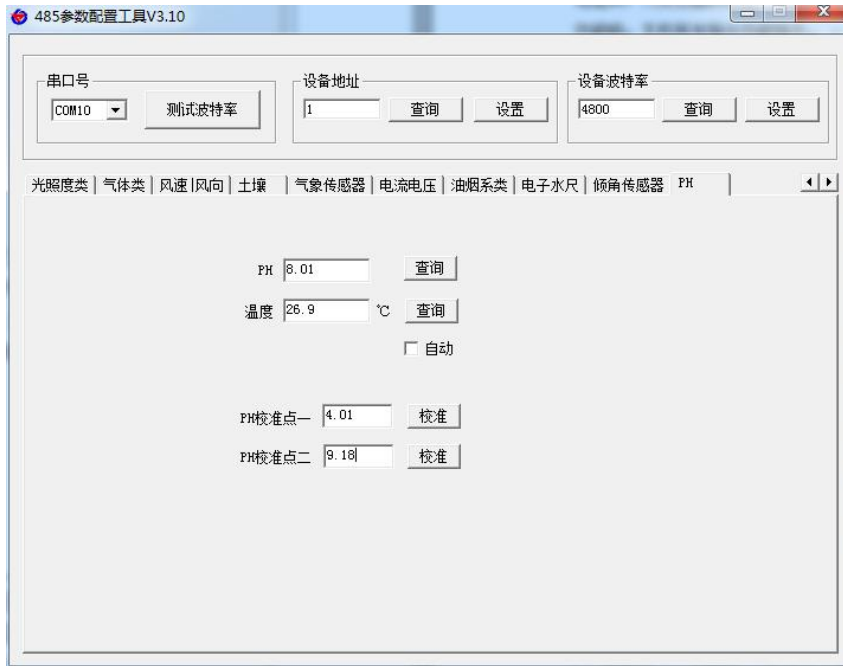 485参数配置工具V3.10
串口号 设备地址 设备波特率
COM10 测试波特率 1 查询 设置 4800 查询 设置
光照度类 气体类 风速|风向 土壤 气象传感器 电流电压 油烟系类 电子水尺 倾角传感器 PH
PH 8.01 查询
温度 26.9 ℃ 查询
自动
PH校准点一 4.01 校准
PH校准点二 9.18 校准